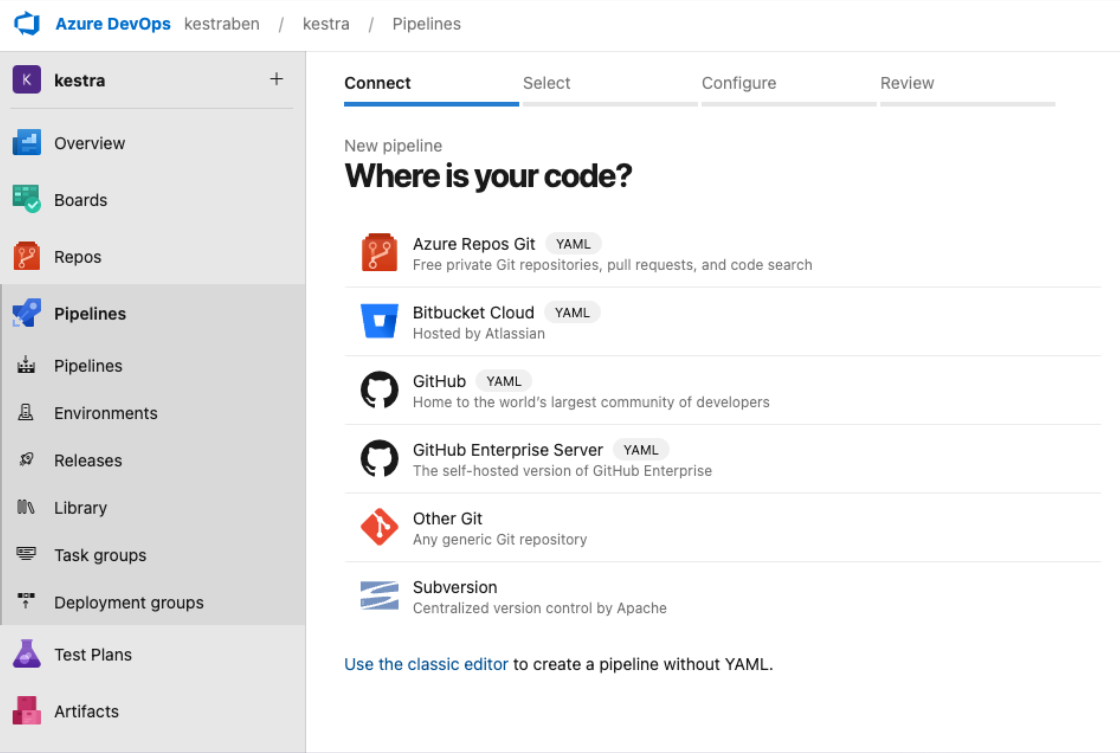 Azure DevOps kestraben / kestra / Pipelines
K kestra +
Overview
Boards
Repos
Pipelines
Pipelines
Environments
Releases
Library
Task groups
Deployment groups
Test Plans
Artifacts
Connect Select Configure Review
New pipeline
Where is your code?
Azure Repos Git YAML
Free private Git repositories, pull requests, and code search
Bitbucket Cloud YAML
Hosted by Atlassian
GitHub YAML
Home to the world’s largest community of developers
GitHub Enterprise Server YAML
The self-hosted version of GitHub Enterprise
Other Git
Any generic Git repository
Subversion
Centralized version control by Apache
Use the classic editor to create a pipeline without YAML.